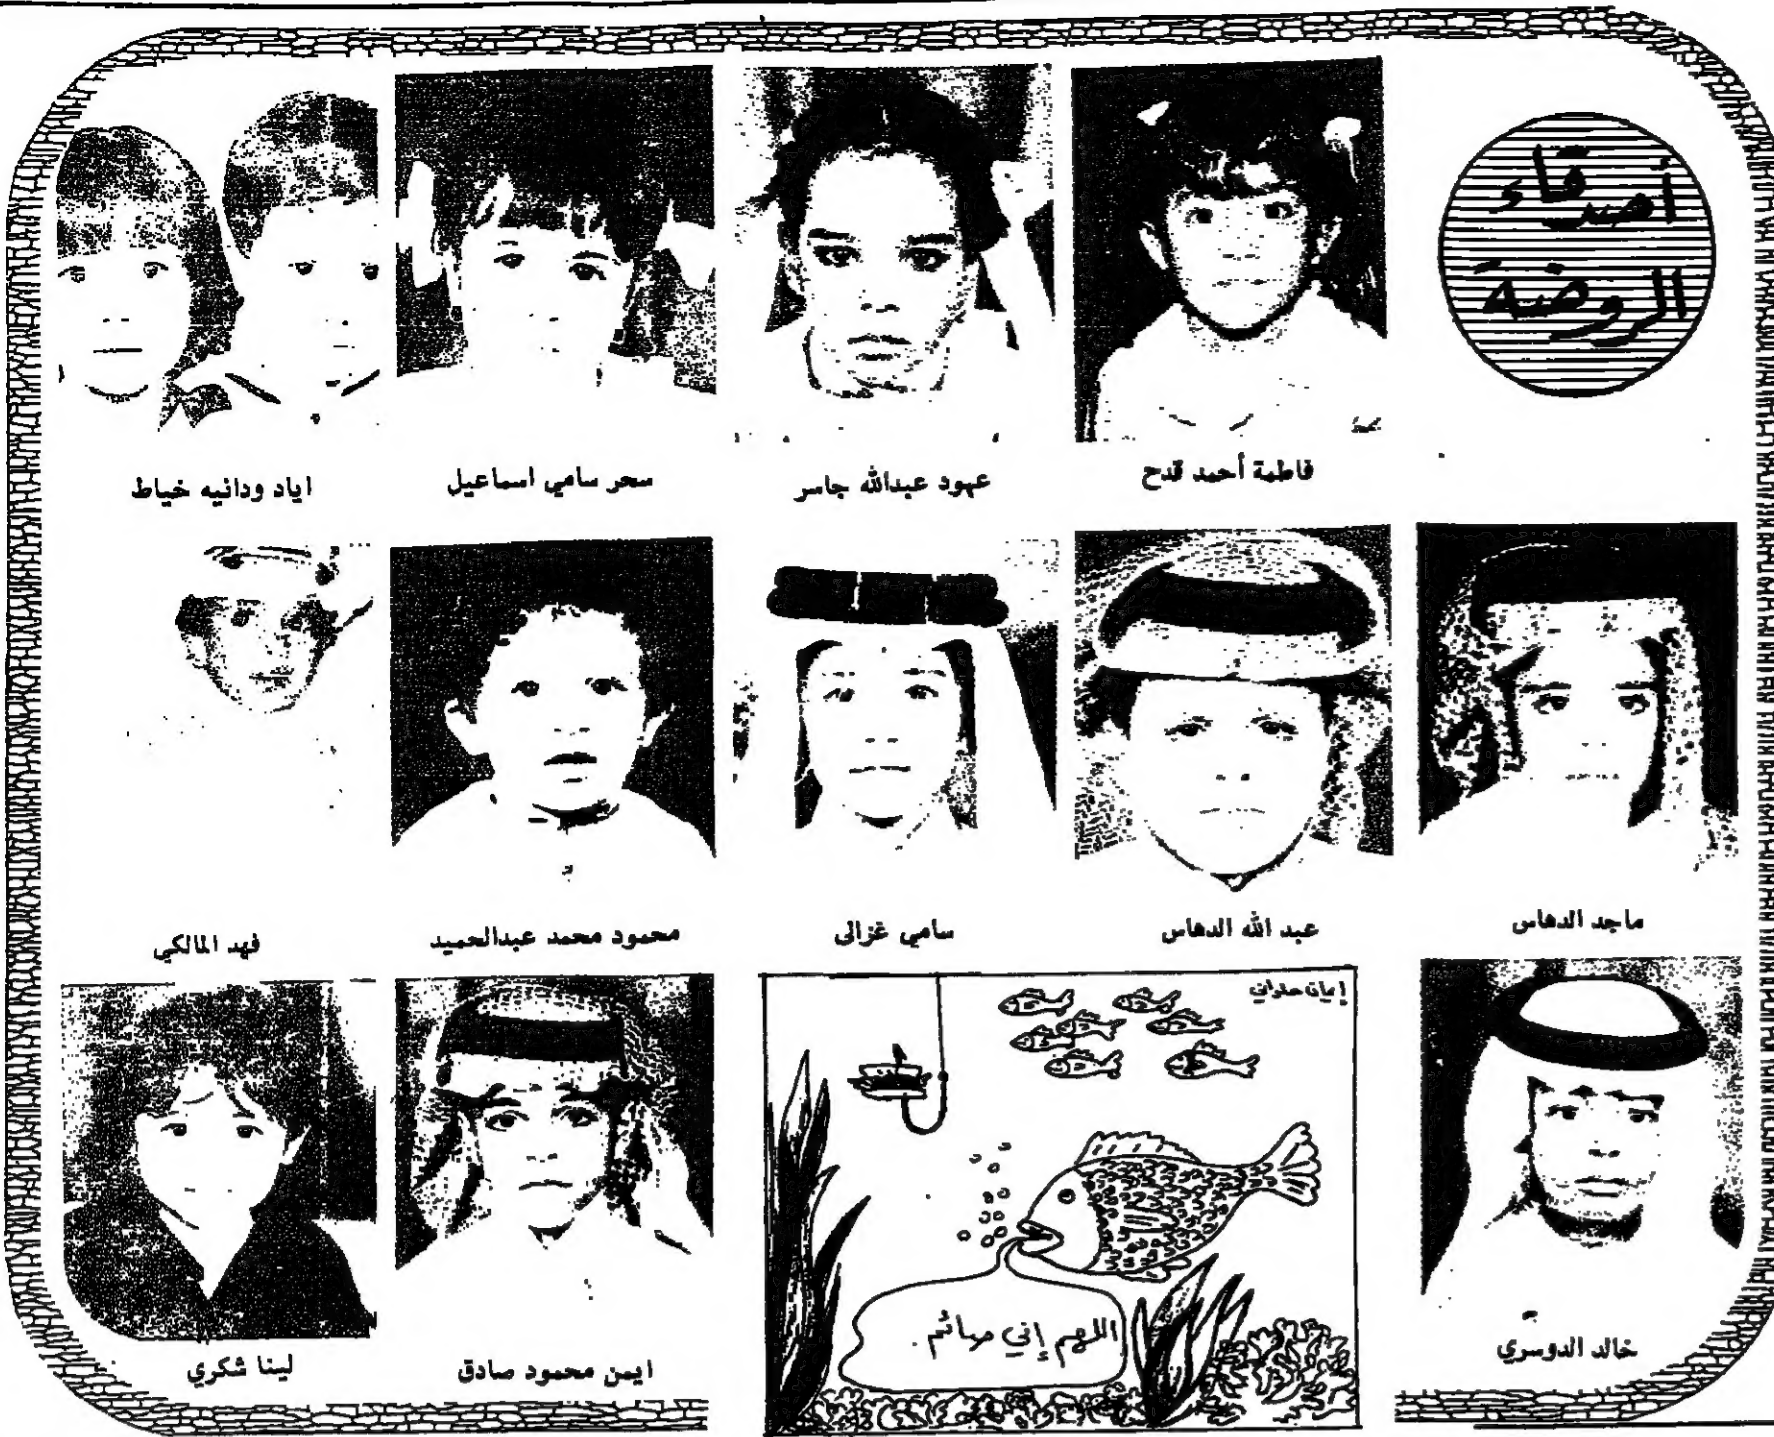 أصدقاء
الروضة
فاطمة أحمد قدح
عهود عبدالله جاسر
سحر سامي اسماعيل
اياد ودانيه خياط
ماجد الدهاس
عبد الله الدهاس
سامي غزالى
محمود محمد عبدالحميد
فهد المالكي
خالد الدوسري
إيمان حلواني
اللهم إني صائم .
ايمن محمود صادق
لينا شكري